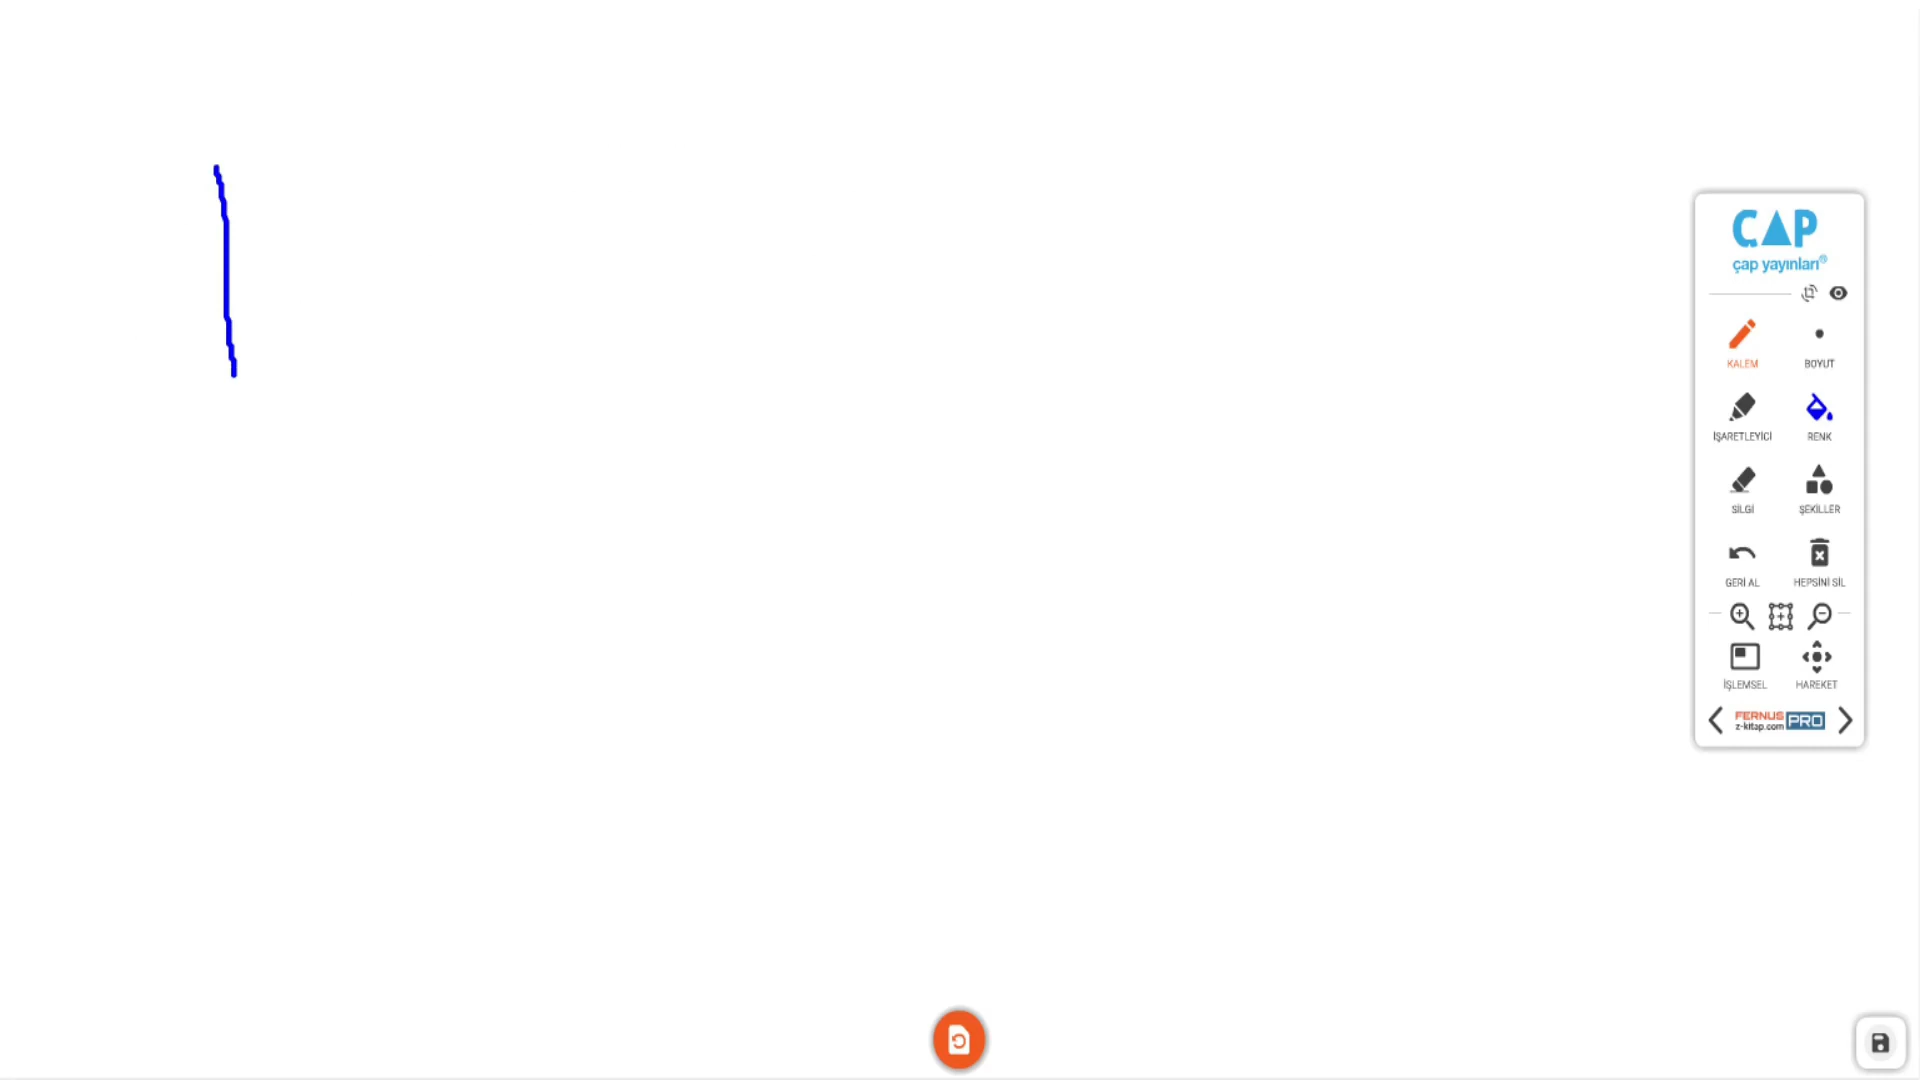 ÇAP
çap yayınları®
KALEM
BOYUT
İŞARETLEYİCİ
RENK
SİLGİ
ŞEKİLLER
GERİ AL
HEPSİNİ SİL
İŞLEMSEL
HAREKET
FERNUS
z-kitap.com PRO